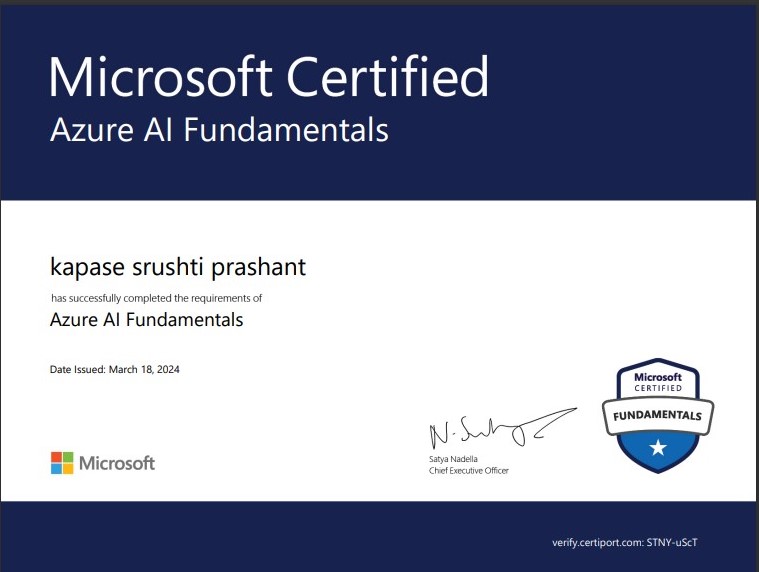 Microsoft Certified
Azure AI Fundamentals
kapase srushti prashant
has successfully completed the requirements of
Azure AI Fundamentals
Date Issued: March 18, 2024
Microsoft
CERTIFIED
FUNDAMENTALS
Satya Nadella
Chief Executive Officer
Microsoft
verify.certiport.com: STNY-uScT